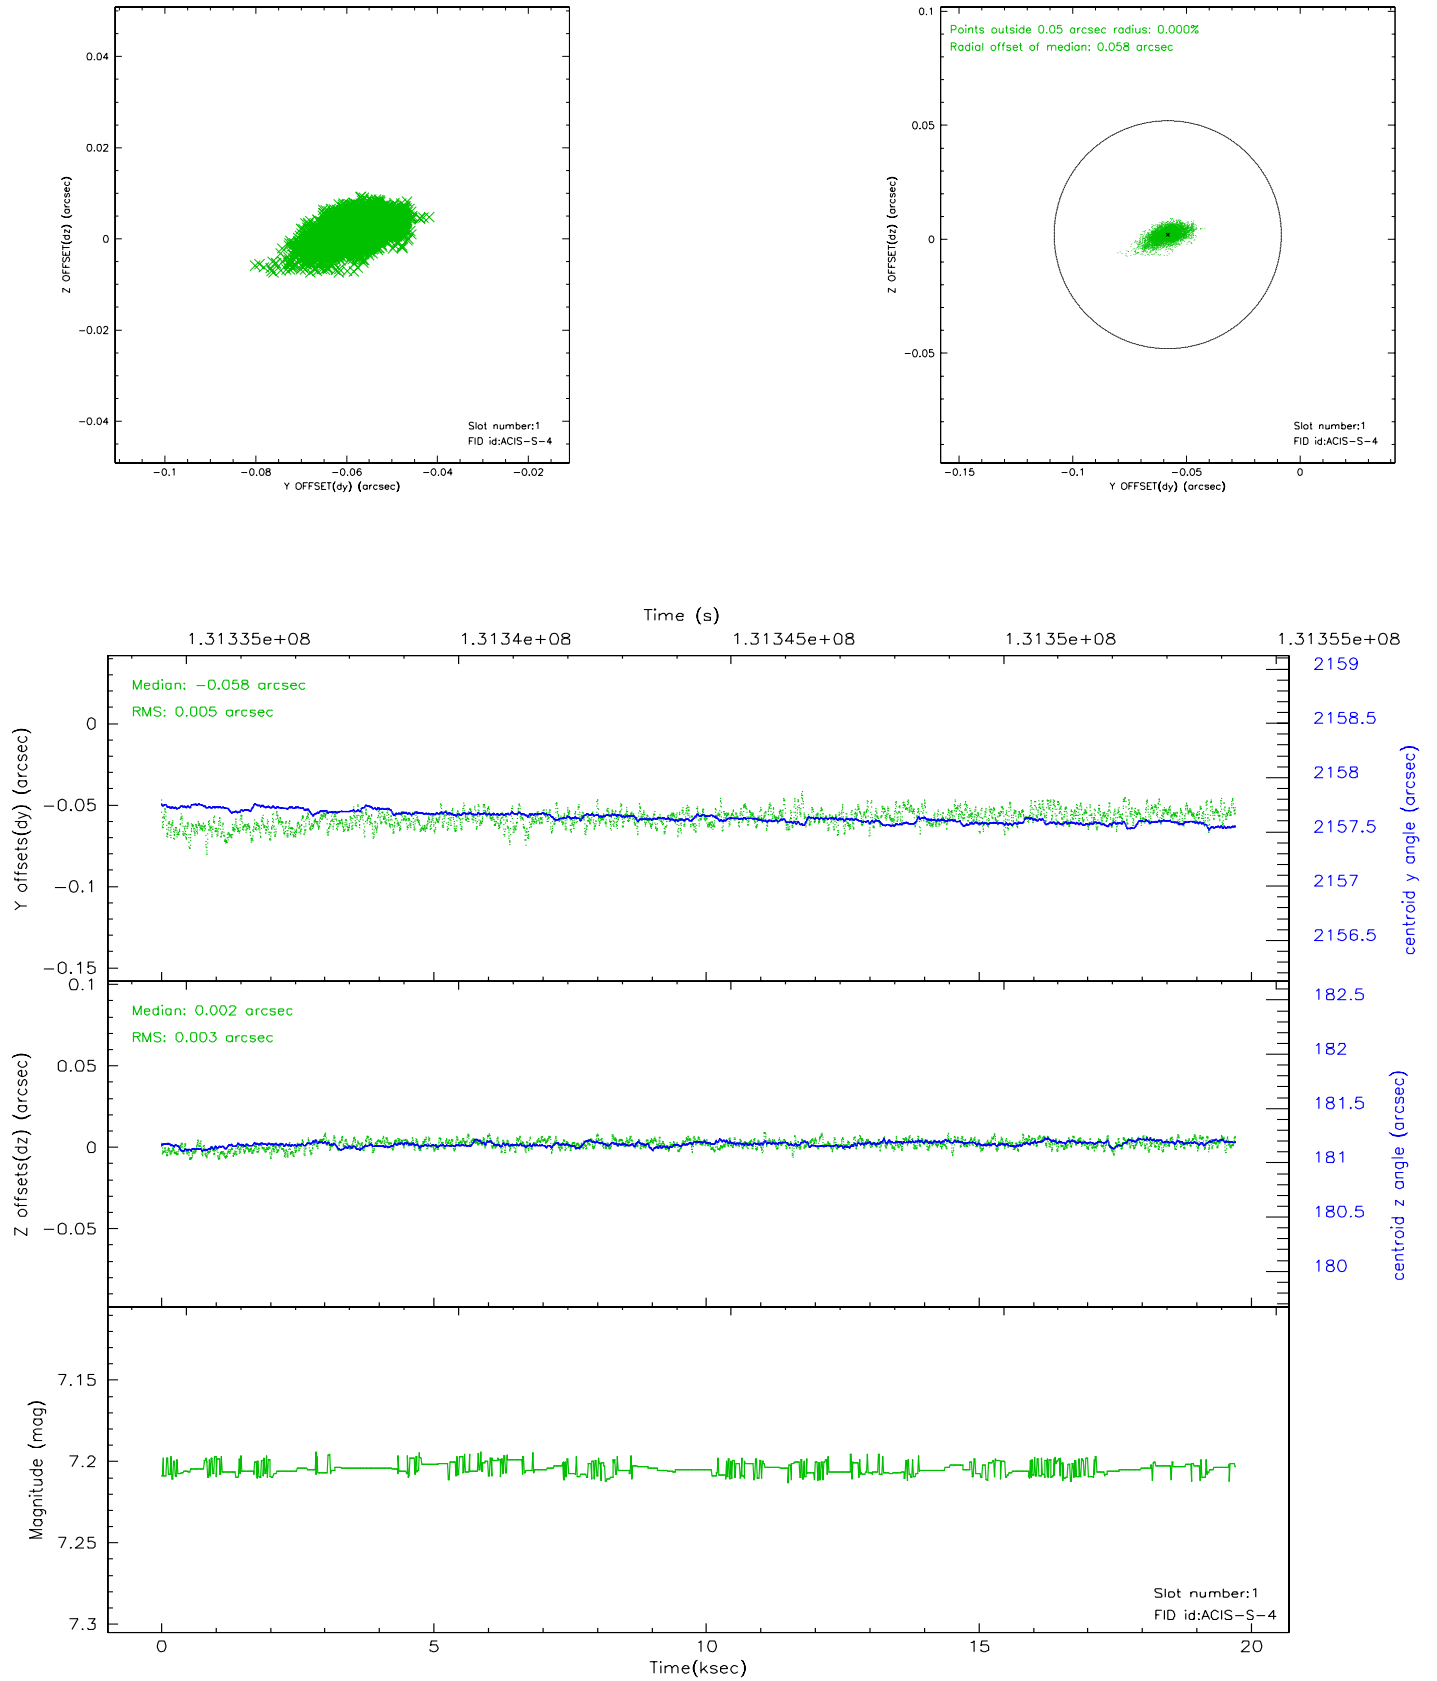 0.04
0.02
0
−0.02
−0.04
Z OFFSET(dz) (arcsec)
Slot number:1
FID id:ACIS−S−4
−0.1 −0.08 −0.06 −0.04 −0.02
Y OFFSET(dy) (arcsec)
Points outside 0.05 arcsec radius: 0.000%
Radial offset of median: 0.058 arcsec
0.1
0.05
0
−0.05
Z OFFSET(dz) (arcsec)
Slot number:1
FID id:ACIS−S−4
−0.15 −0.1 −0.05 0
Y OFFSET(dy) (arcsec)
Time (s)
1.31335e+08 1.3134e+08 1.31345e+08 1.3135e+08 1.31355e+08
Median: −0.058 arcsec
RMS: 0.005 arcsec
0
−0.05
−0.1
−0.15
Y offsets(dy) (arcsec)
2159
2158.5
2158
2157.5
2157
2156.5
centroid y angle (arcsec)
Median: 0.002 arcsec
RMS: 0.003 arcsec
0.1
0.05
0
−0.05
Z offsets(dz) (arcsec)
182.5
182
181.5
181
180.5
180
centroid z angle (arcsec)
7.15
7.2
7.25
7.3
Magnitude (mag)
Slot number:1
FID id:ACIS−S−4
0 5 10 15 20
Time(ksec)